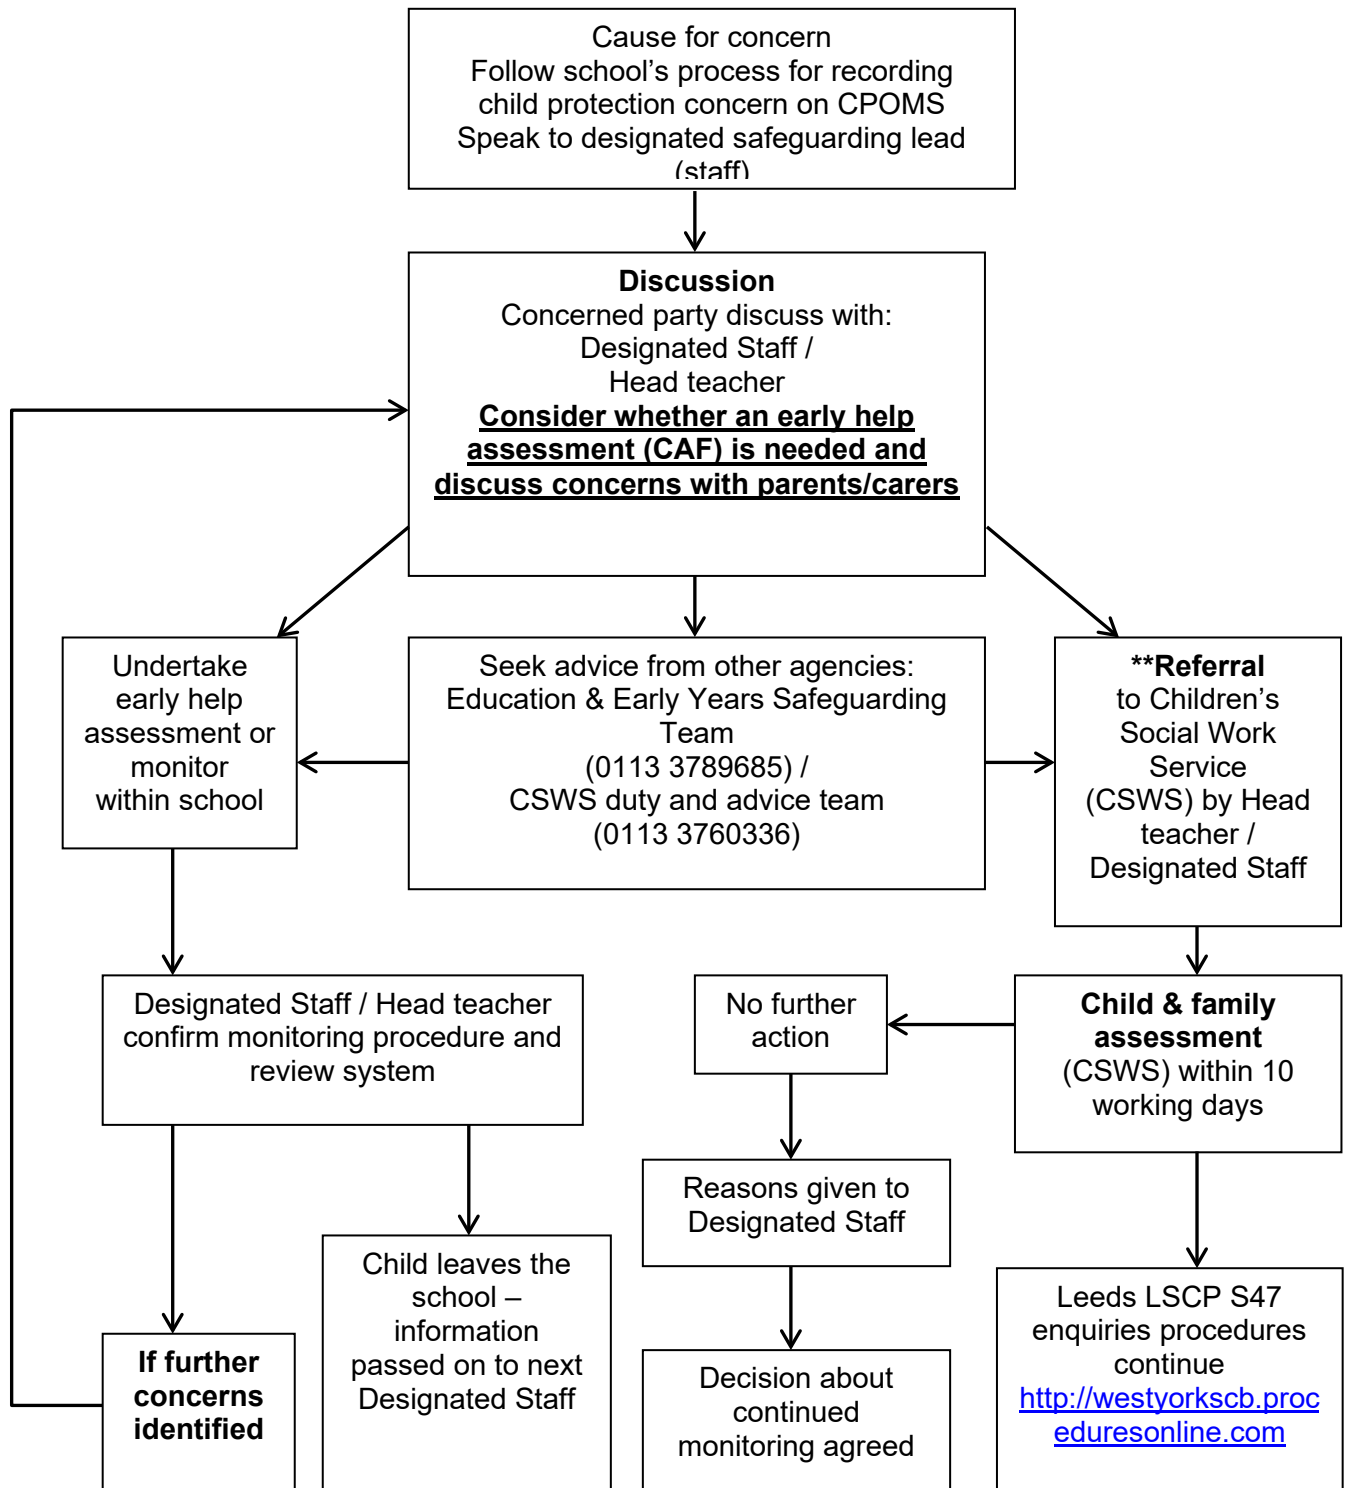 Cause for concern
Follow school's process for recording
child protection concern on CPOMS
Speak to designated safeguarding lead
(staff)
Discussion
Concerned party discuss with:
Designated Staff /
Head teacher
Consider whether an early help
assessment (CAF) is needed and
discuss concerns with parents/carers
Undertake
early help
assessment or
monitor
within school
Seek advice from other agencies:
Education & Early Years Safeguarding
Team
(0113 3789685) /
CSWS duty and advice team
(0113 3760336)
**Referral
to Children's
Social Work
Service
(CSWS) by Head
teacher /
Designated Staff
Designated Staff / Head teacher
confirm monitoring procedure and
review system
No further
action
Child & family
assessment
(CSWS) within 10
working days
Reasons given to
Designated Staff
If further
concerns
identified
Child leaves the
school –
information
passed on to next
Designated Staff
Decision about
continued
monitoring agreed
Leeds LSCP S47
enquiries procedures
continue
http://westyorkscb.proc
eduresonline.com